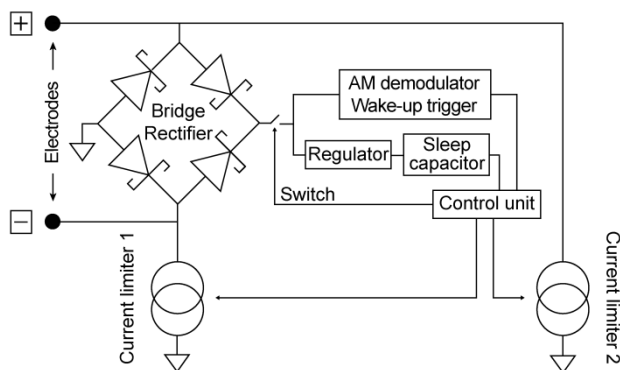 +
Electrodes
−
Bridge
Rectifier
AM demodulator
Wake-up trigger
Regulator
Sleep
capacitor
Switch
Control unit
Current limiter 1
Current limiter 2